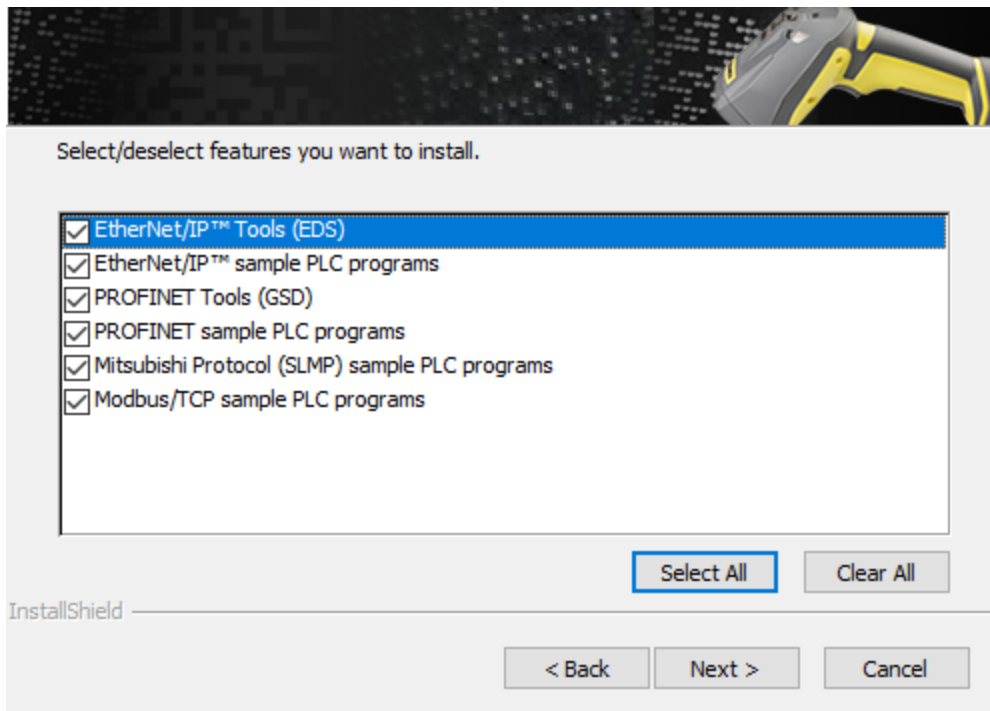 Select/deselect features you want to install.
EtherNet/IP™ Tools (EDS)
EtherNet/IP™ sample PLC programs
PROFINET Tools (GSD)
PROFINET sample PLC programs
Mitsubishi Protocol (SLMP) sample PLC programs
Modbus/TCP sample PLC programs
Select All
Clear All
InstallShield
< Back
Next >
Cancel